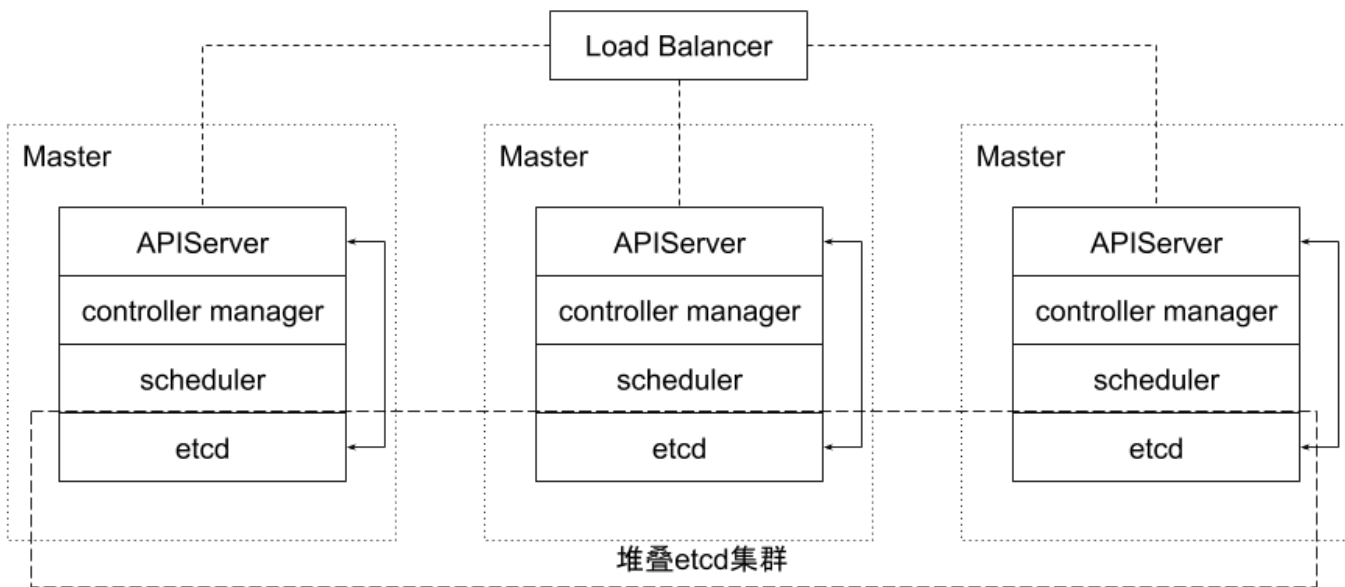 Load Balancer
Master
Master
Master
APIServer
controller manager
scheduler
etcd
APIServer
controller manager
scheduler
etcd
APIServer
controller manager
scheduler
etcd
堆叠etcd集群